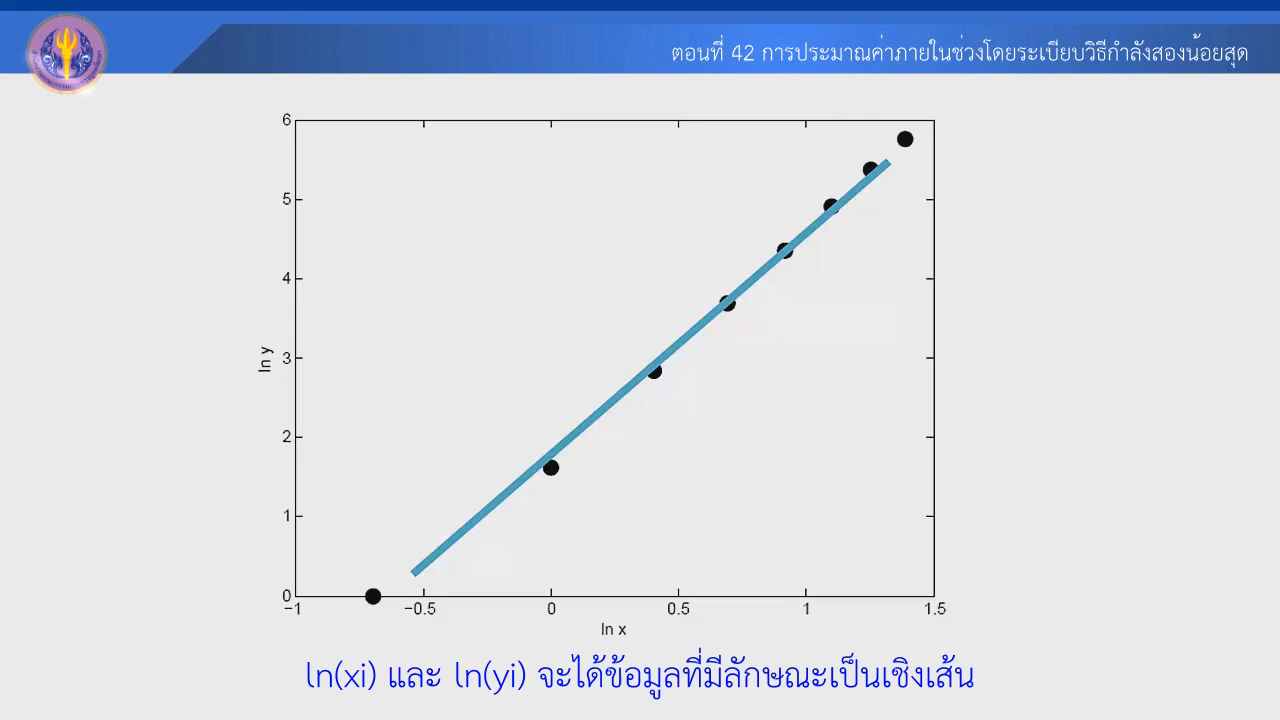 ตอนที่ 42 การประมาณค่าภายในช่วงโดยระเบียบวิธีกำลังสองน้อยสุด
6
5
4
3
2
1
0
ln y
−1 −0.5 0 0.5 1 1.5
ln x
ln(xi) และ ln(yi) จะได้ข้อมูลที่มีลักษณะเป็นเชิงเส้น